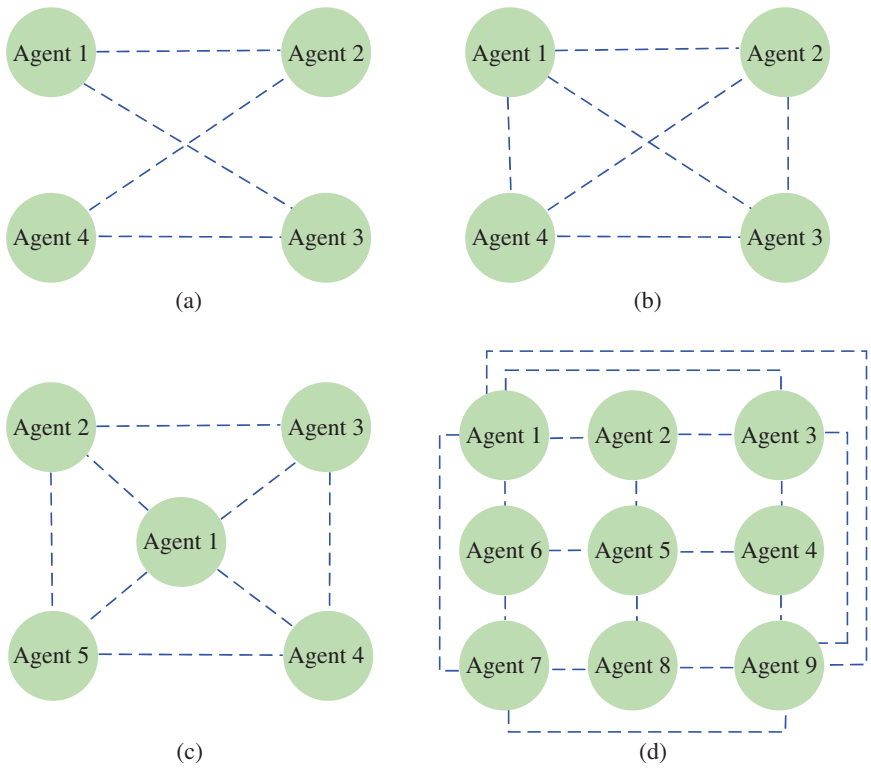 Agent 1
Agent 2
Agent 4
Agent 3
(a)
Agent 1
Agent 2
Agent 4
Agent 3
(b)
Agent 2
Agent 3
Agent 1
Agent 5
Agent 4
(c)
Agent 1
Agent 2
Agent 3
Agent 6
Agent 5
Agent 4
Agent 7
Agent 8
Agent 9
(d)